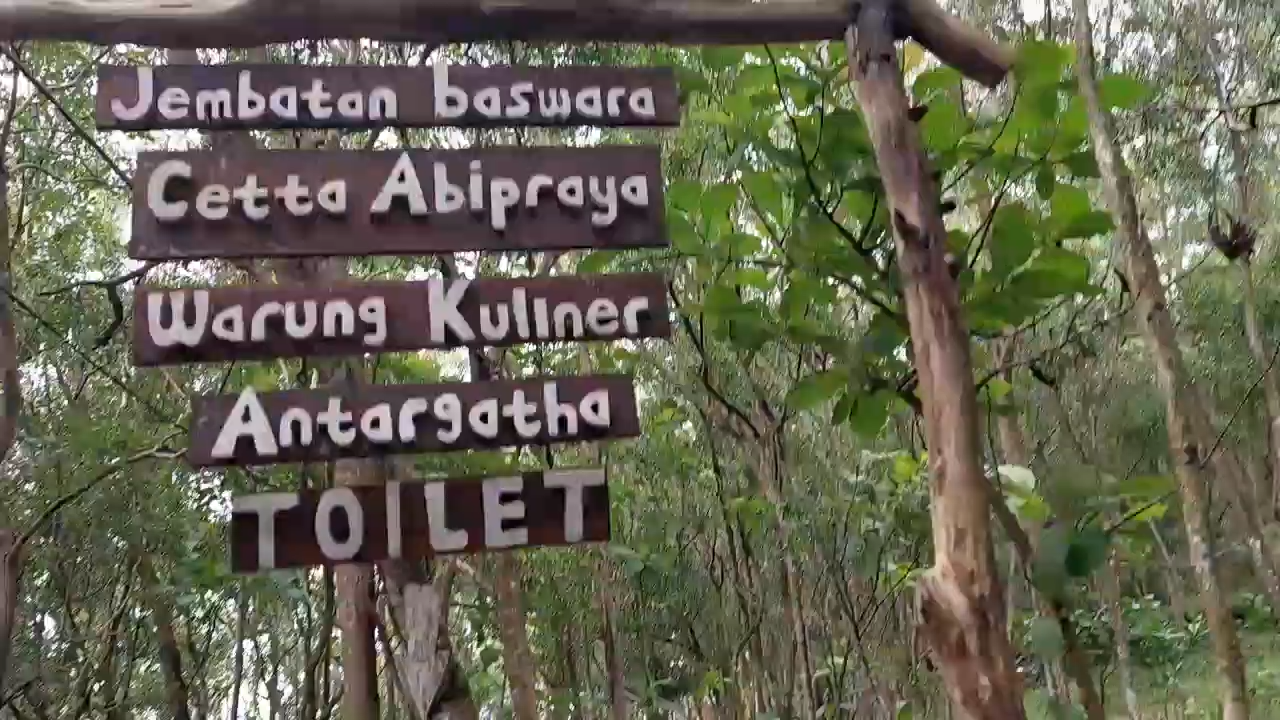 Jembatan baswara
Cetta Abipraya
Warung Kuliner
Antargatha
TOILET